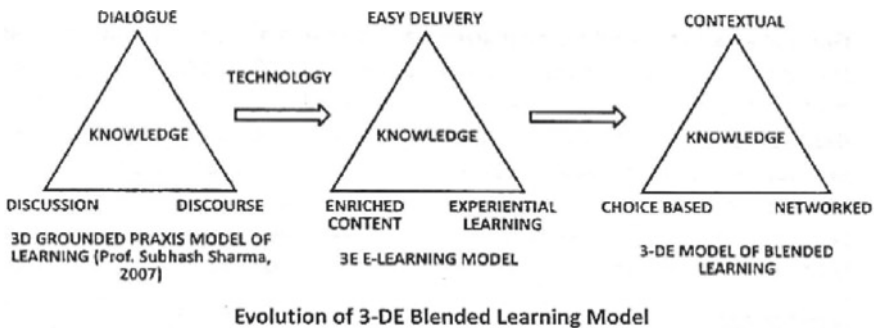 DIALOGUE
EASY DELIVERY
CONTEXTUAL
TECHNOLOGY
KNOWLEDGE
KNOWLEDGE
KNOWLEDGE
DISCUSSION
DISCOURSE
ENRICHED
CONTENT
EXPERIENTIAL
LEARNING
CHOICE BASED
NETWORKED
3D GROUNDED PRAXIS MODEL OF
LEARNING (Prof. Subhash Sharma,
2007)
3E E-LEARNING MODEL
3-DE MODEL OF BLENDED
LEARNING
Evolution of 3-DE Blended Learning Model